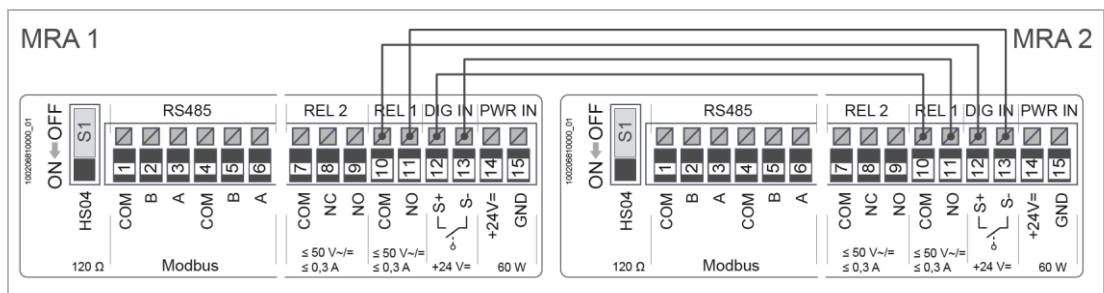 MRA 1 MRA 2
RS485 REL 2 REL 1 DIG IN PWR IN RS485 REL 2 REL 1 DIG IN PWR IN
ON ⬅ OFF S1 ON ⬅ OFF S1
1 2 3 4 5 6 7 8 9 10 11 12 13 14 15 1 2 3 4 5 6 7 8 9 10 11 12 13 14 15
HS04 COM B A COM B A COM NC NO COM NO S+ S- +24V= GND HS04 COM B A COM B A COM NC NO COM NO S+ S- +24V= GND
≤ 50 V~/= ≤ 50 V~/= ≤ 50 V~/= ≤ 50 V~/=
120 Ω Modbus ≤ 0,3 A ≤ 0,3 A +24 V= 60 W 120 Ω Modbus ≤ 0,3 A ≤ 0,3 A +24 V= 60 W